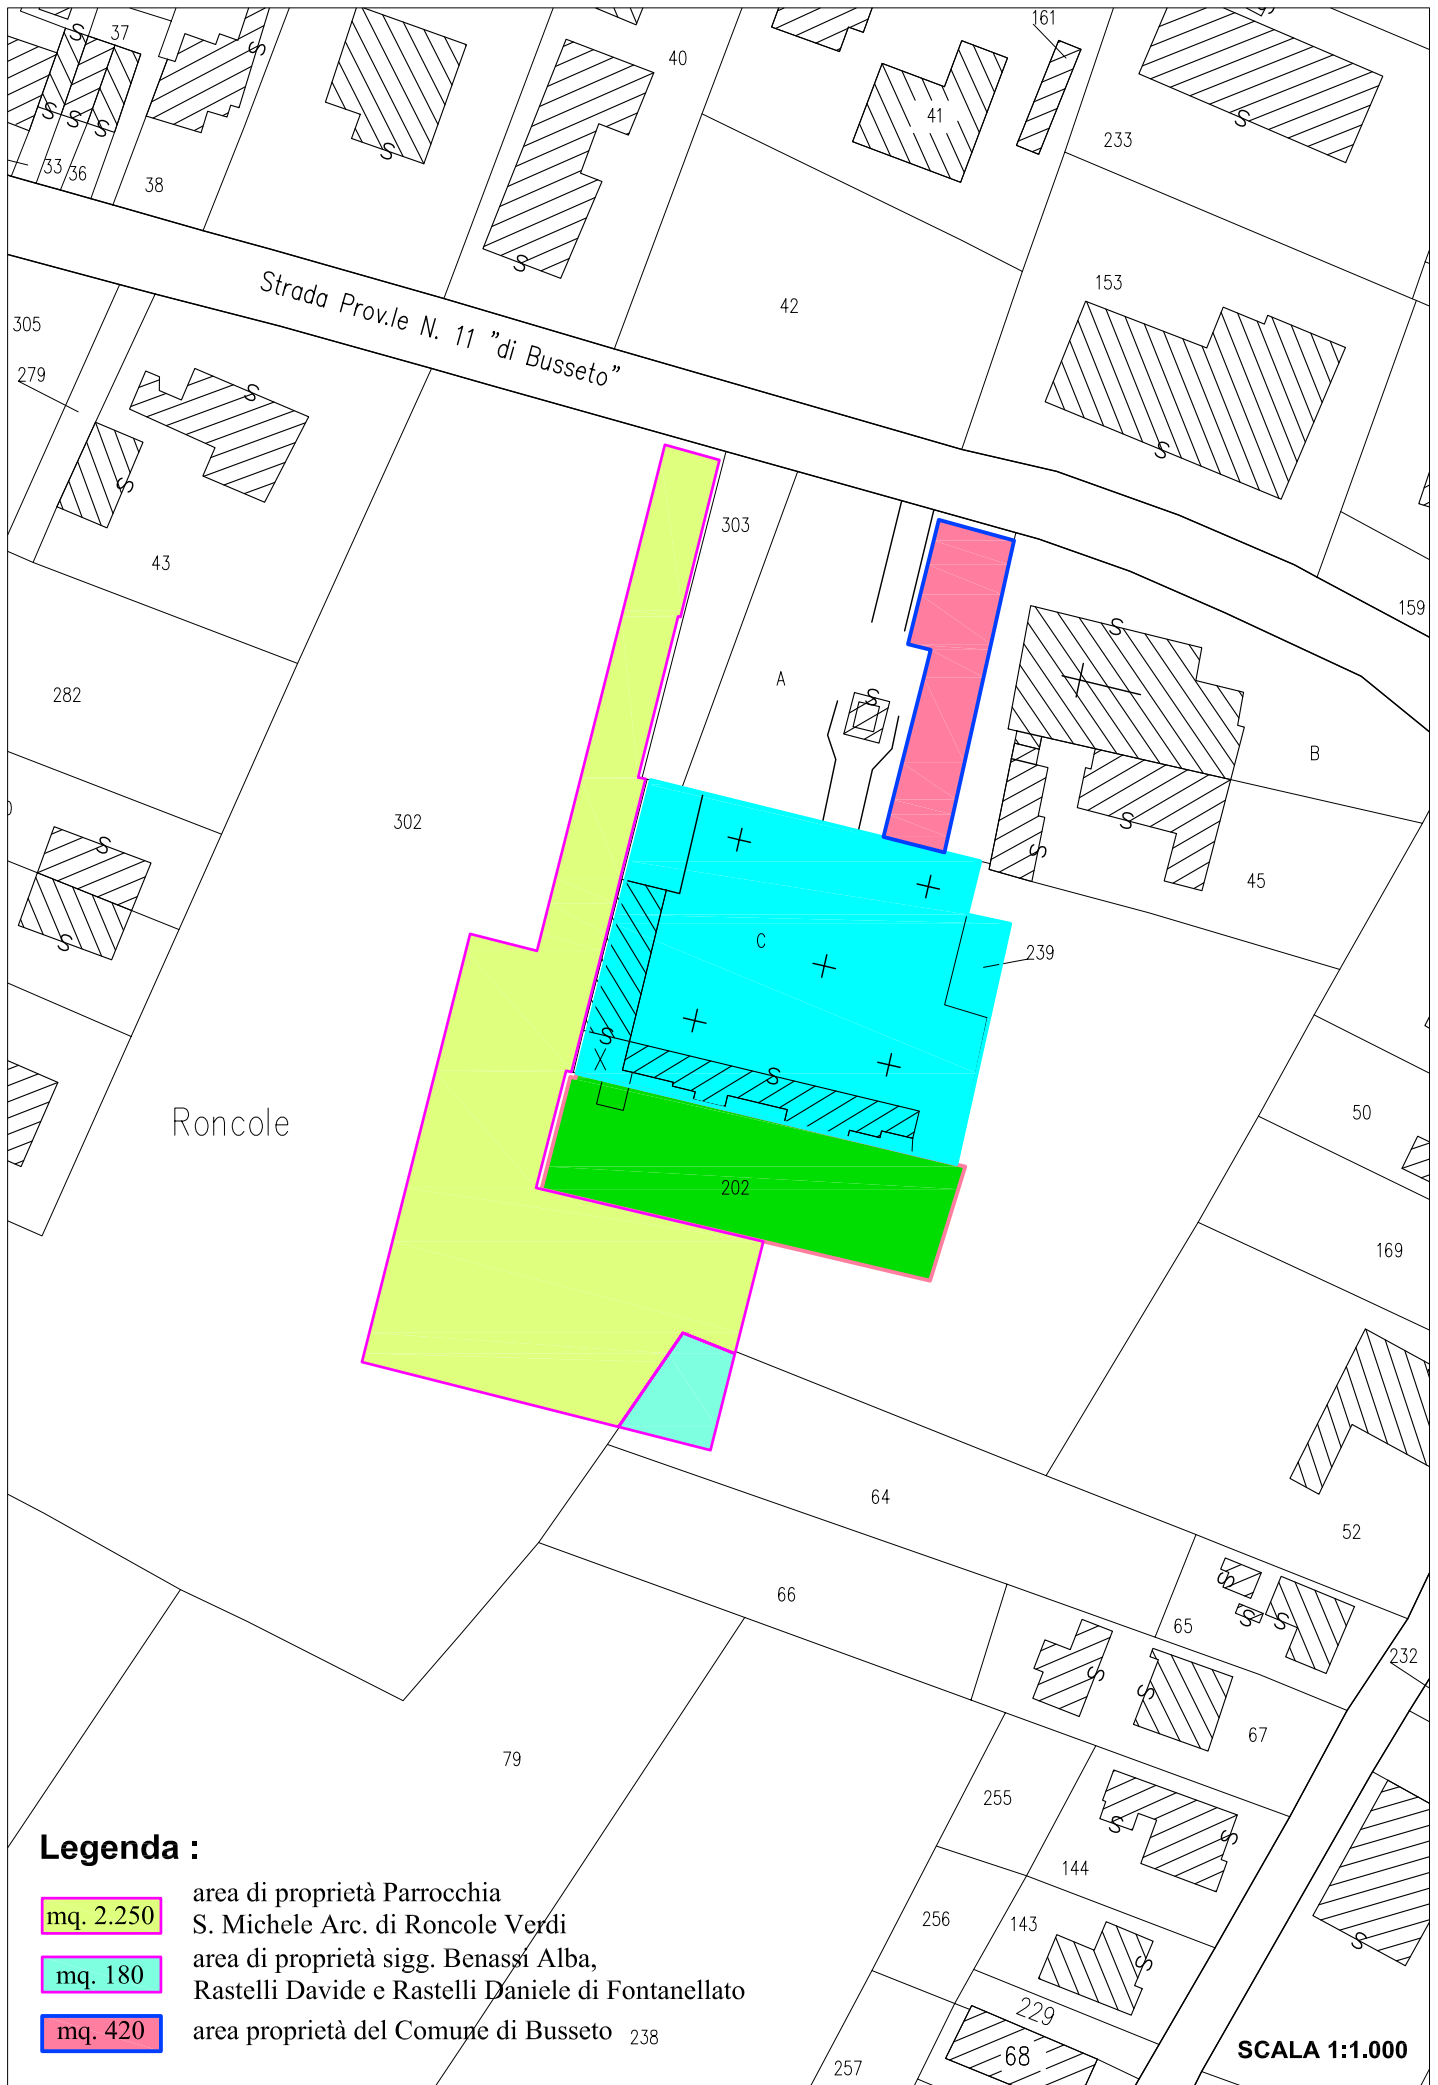 37
161
40
41
233
33
36
38
153
42
Strada Prov.le N. 11 "di Busseto"
305
279
303
43
159
A
282
B
302
45
C
239
50
Roncole
202
169
64
52
66
65
232
67
79
255
144
256
143
229
68
257
238
Legenda :
mq. 2.250
area di proprietà Parrocchia
S. Michele Arc. di Roncole Verdi
mq. 180
area di proprietà sigg. Benassi Alba,
Rastelli Davide e Rastelli Daniele di Fontanellato
mq. 420
area proprietà del Comune di Busseto
SCALA 1:1.000